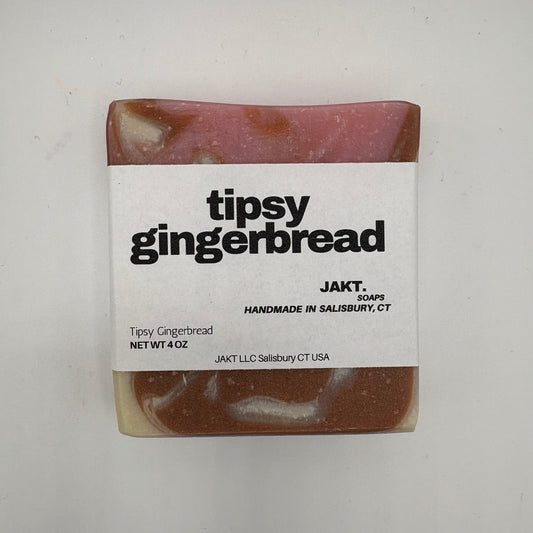 tipsy
gingerbread
JAKT.
SOAPS
HANDMADE IN SALISBURY, CT
Tipsy Gingerbread
NET WT 4 OZ
JAKT LLC Salisbury CT USA